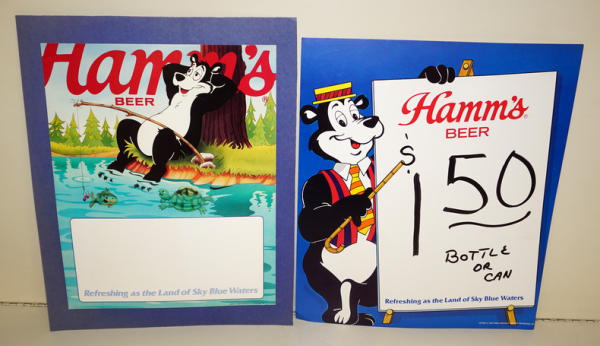 Hamm's
BEER
Refreshing as the Land of Sky Blue Waters
Hamm's
BEER
$1 50
BOTTLE
OR
CAN
Refreshing as the Land of Sky Blue Waters